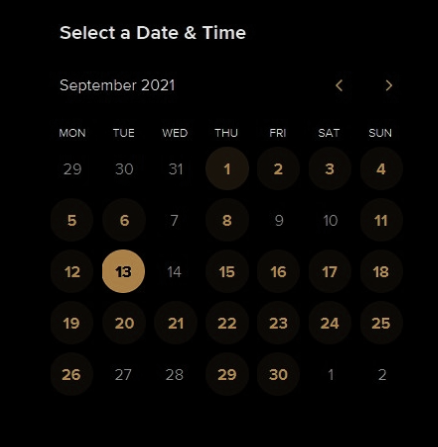 Select a Date & Time
September 2021
MON TUE WED THU FRI SAT SUN
29 30 31 1 2 3 4
5 6 7 8 9 10 11
12 13 14 15 16 17 18
19 20 21 22 23 24 25
26 27 28 29 30 1 2